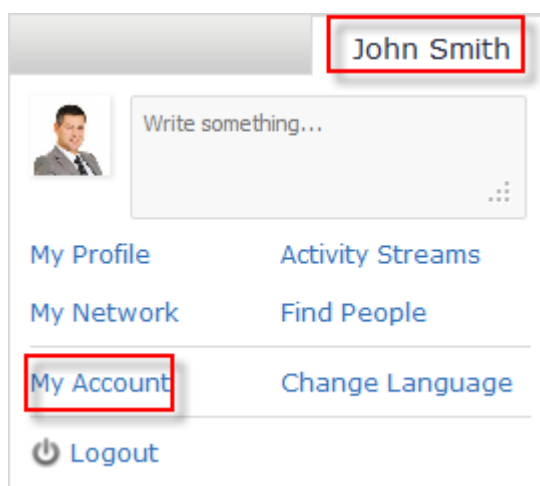 John Smith
Write something...
My Profile Activity Streams
My Network Find People
My Account Change Language
Logout